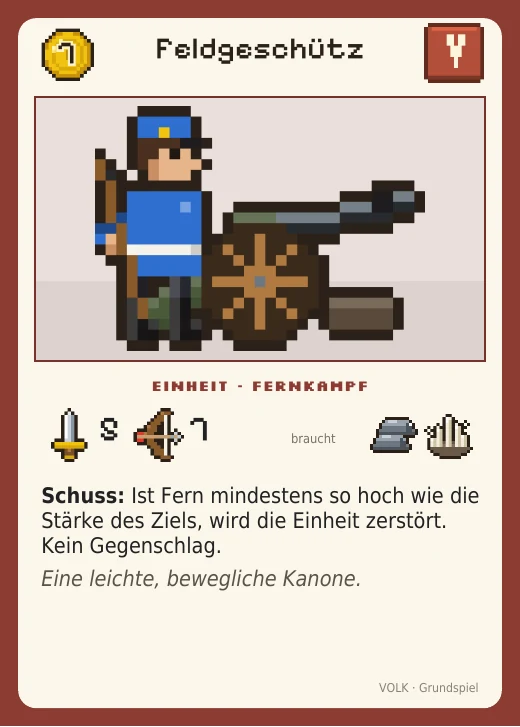 7 Feldgeschütz
EINHEIT · FERNKAMPF
8 7 braucht
Schuss: Ist Fern mindestens so hoch wie die
Stärke des Ziels, wird die Einheit zerstört.
Kein Gegenschlag.
Eine leichte, bewegliche Kanone.
VOLK · Grundspiel